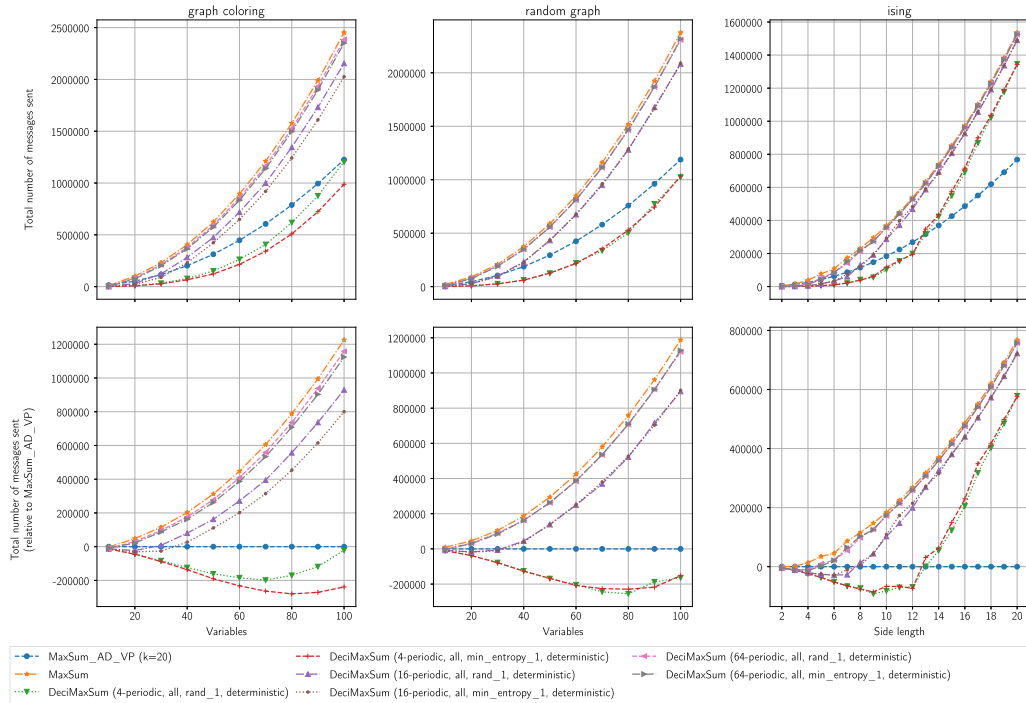 graph coloring
random graph
ising
Total number of messages sent
2500000
2000000
1500000
1000000
500000
0
2000000
1500000
1000000
500000
0
1600000
1400000
1200000
1000000
800000
600000
400000
200000
0
Total number of messages sent
(relative to MaxSum_AD_VP)
1200000
1000000
800000
600000
400000
200000
0
-200000
20 40 60 80 100
Variables
1200000
1000000
800000
600000
400000
200000
0
-200000
20 40 60 80 100
Variables
800000
600000
400000
200000
0
2 4 6 8 10 12 14 16 18 20
Side length
MaxSum_AD_VP (k=20)
MaxSum
DeciMaxSum (4-periodic, all, rand_1, deterministic)
DeciMaxSum (4-periodic, all, min_entropy_1, deterministic)
DeciMaxSum (16-periodic, all, rand_1, deterministic)
DeciMaxSum (16-periodic, all, min_entropy_1, deterministic)
DeciMaxSum (64-periodic, all, rand_1, deterministic)
DeciMaxSum (64-periodic, all, min_entropy_1, deterministic)